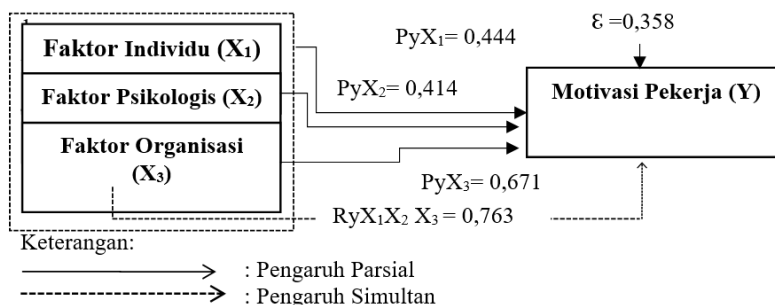 Faktor Individu (X₁)
Faktor Psikologis (X₂)
Faktor Organisasi
(X₃)
PyX₁= 0,444
PyX₂= 0,414
PyX₃= 0,671
RyX₁X₂ X₃ = 0,763
Ɛ =0,358
Motivasi Pekerja (Y)
Keterangan:
: Pengaruh Parsial
: Pengaruh Simultan